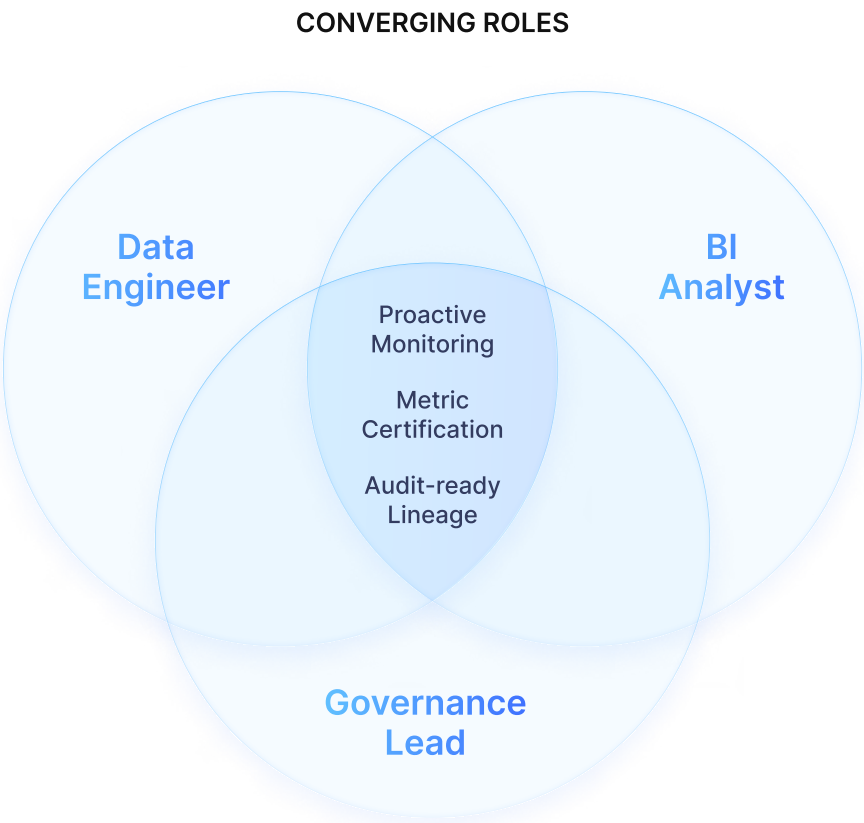 CONVERGING ROLES
Data
Engineer
BI
Analyst
Proactive
Monitoring
Metric
Certification
Audit-ready
Lineage
Governance
Lead